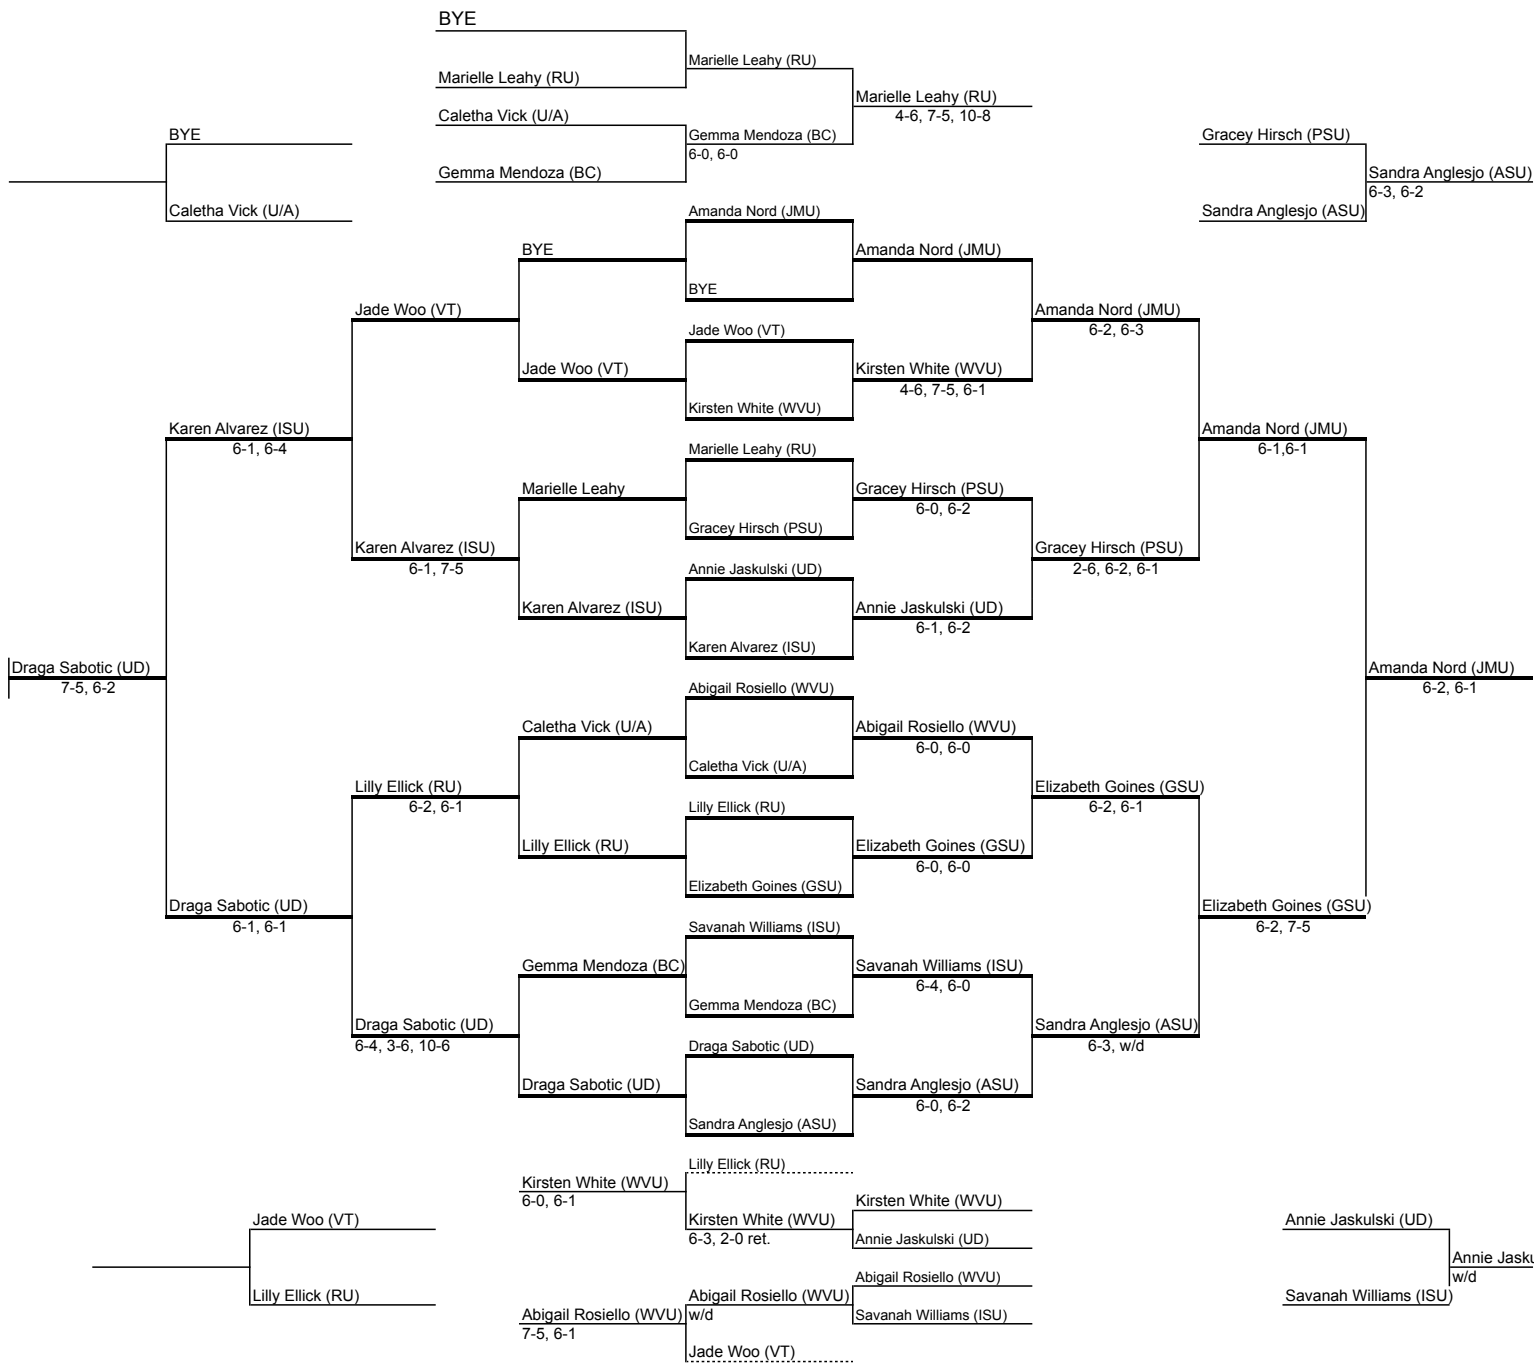 BYE
Marielle Leahy (RU)
Marielle Leahy (RU)
Marielle Leahy (RU)
4-6, 7-5, 10-8
Caletha Vick (U/A)
Gemma Mendoza (BC)
6-0, 6-0
Gemma Mendoza (BC)
BYE
Caletha Vick (U/A)
Gracey Hirsch (PSU)
Sandra Anglesjo (ASU)
6-3, 6-2
Sandra Anglesjo (ASU)
Amanda Nord (JMU)
BYE
Amanda Nord (JMU)
BYE
Jade Woo (VT)
Amanda Nord (JMU)
6-2, 6-3
Jade Woo (VT)
Jade Woo (VT)
Kirsten White (WVU)
4-6, 7-5, 6-1
Kirsten White (WVU)
Karen Alvarez (ISU)
6-1, 6-4
Amanda Nord (JMU)
6-1,6-1
Marielle Leahy (RU)
Marielle Leahy
Gracey Hirsch (PSU)
6-0, 6-2
Gracey Hirsch (PSU)
Karen Alvarez (ISU)
6-1, 7-5
Gracey Hirsch (PSU)
2-6, 6-2, 6-1
Annie Jaskulski (UD)
Karen Alvarez (ISU)
Annie Jaskulski (UD)
6-1, 6-2
Karen Alvarez (ISU)
Draga Sabotic (UD)
7-5, 6-2
Amanda Nord (JMU)
6-2, 6-1
Abigail Rosiello (WVU)
Caletha Vick (U/A)
Abigail Rosiello (WVU)
6-0, 6-0
Caletha Vick (U/A)
Lilly Ellick (RU)
6-2, 6-1
Elizabeth Goines (GSU)
6-2, 6-1
Lilly Ellick (RU)
Lilly Ellick (RU)
Elizabeth Goines (GSU)
6-0, 6-0
Elizabeth Goines (GSU)
Draga Sabotic (UD)
6-1, 6-1
Elizabeth Goines (GSU)
6-2, 7-5
Savanah Williams (ISU)
Gemma Mendoza (BC)
Savanah Williams (ISU)
6-4, 6-0
Gemma Mendoza (BC)
Draga Sabotic (UD)
6-4, 3-6, 10-6
Sandra Anglesjo (ASU)
6-3, w/d
Draga Sabotic (UD)
Draga Sabotic (UD)
Sandra Anglesjo (ASU)
6-0, 6-2
Sandra Anglesjo (ASU)
Lilly Ellick (RU)
Kirsten White (WVU)
6-0, 6-1
Kirsten White (WVU)
6-3, 2-0 ret.
Kirsten White (WVU)
Annie Jaskulski (UD)
Jade Woo (VT)
Lilly Ellick (RU)
Annie Jaskulski (UD)
Annie Jasku
w/d
Savanah Williams (ISU)
Abigail Rosiello (WVU)
Abigail Rosiello (WVU)
w/d
Savanah Williams (ISU)
Abigail Rosiello (WVU)
7-5, 6-1
Jade Woo (VT)